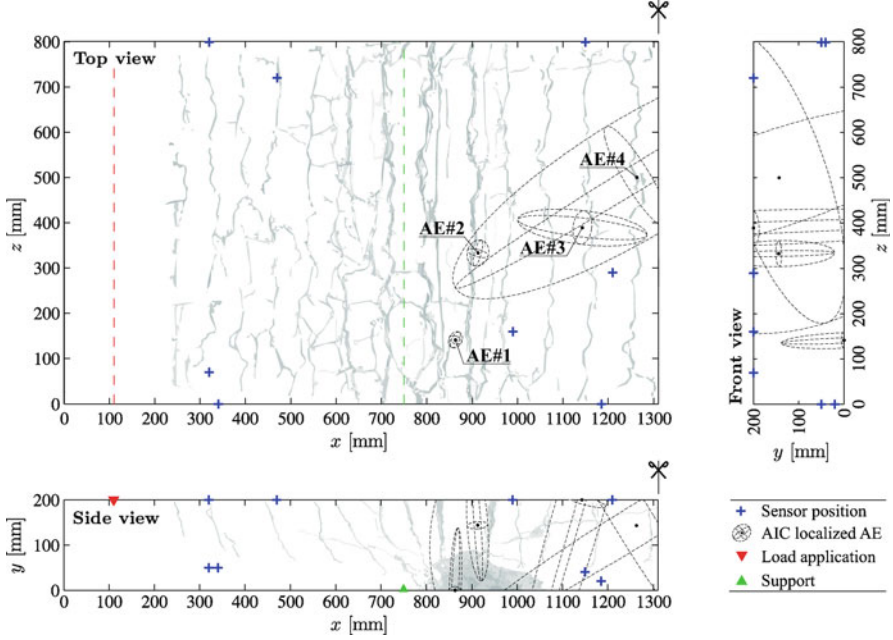 Top view
800
700
600
500
400
300
200
100
0
z [mm]
AE#4
AE#2
AE#3
AE#1
0 100 200 300 400 500 600 700 800 900 1000 1100 1200 1300
x [mm]
Front view
800
700
600
500
400
300
200
100
0
z [mm]
200 100 0
y [mm]
Side view
200
100
0
y [mm]
0 100 200 300 400 500 600 700 800 900 1000 1100 1200 1300
x [mm]
Sensor position
AIC localized AE
Load application
Support